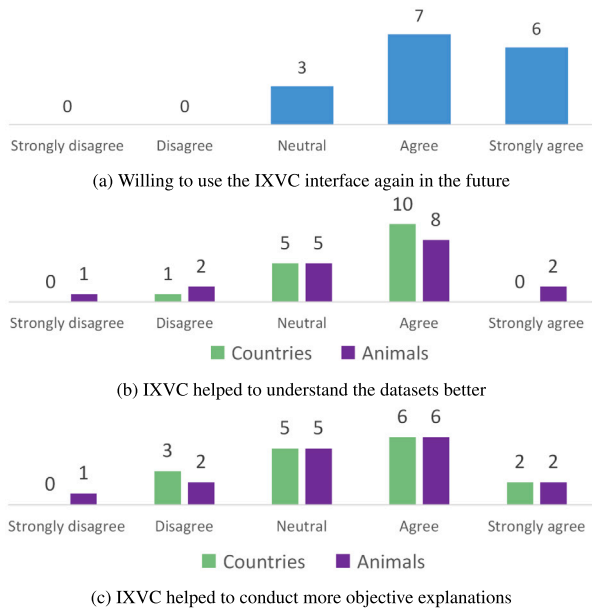 0 0 3 7 6
Strongly disagree Disagree Neutral Agree Strongly agree
(a) Willing to use the IXVC interface again in the future
0 1 1 2 5 5 10 8 0 2
Strongly disagree Disagree Neutral Agree Strongly agree
Countries Animals
(b) IXVC helped to understand the datasets better
0 1 3 2 5 5 6 6 2 2
Strongly disagree Disagree Neutral Agree Strongly agree
Countries Animals
(c) IXVC helped to conduct more objective explanations